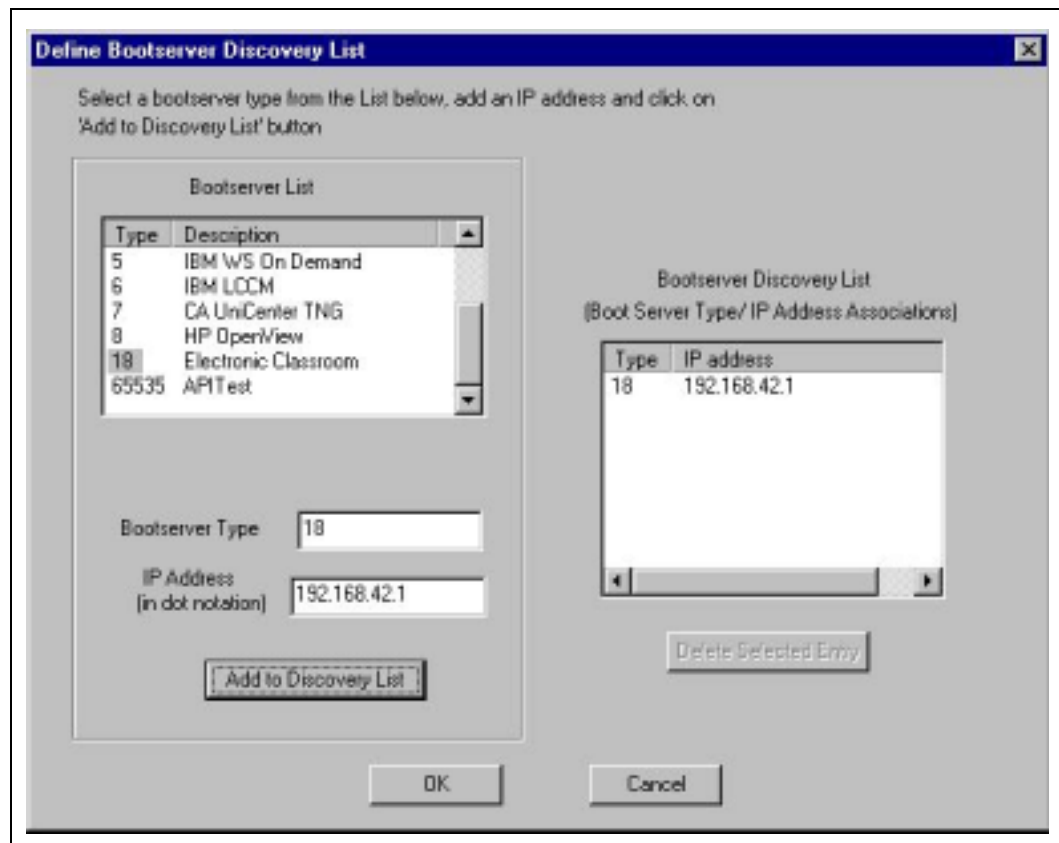 Define Bootserver Discovery List
Select a bootserver type from the List below, add an IP address and click on
'Add to Discovery List' button
Bootserver List
Type Description
5 IBM WS On Demand
6 IBM LCCM
7 CA UniCenter TNG
8 HP OpenView
18 Electronic Classroom
65535 APITest
Bootserver Type 18
IP Address
(in dot notation) 192.168.42.1
Add to Discovery List
Bootserver Discovery List
(Boot Server Type/ IP Address Associations)
Type IP address
18 192.168.42.1
Delete Selected Entry
OK Cancel